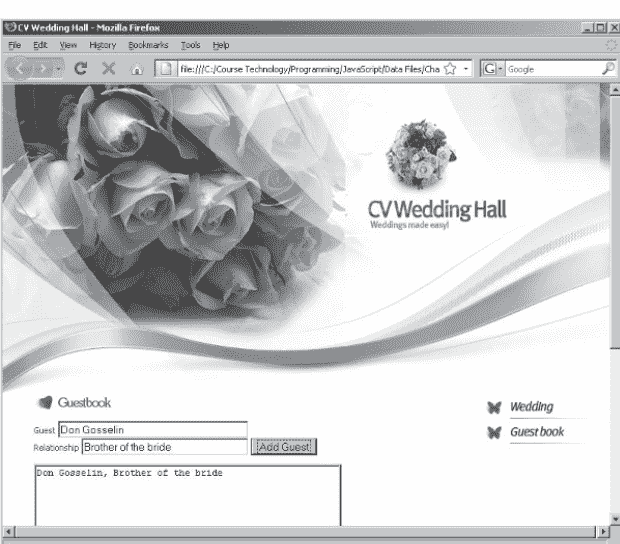 CV Wedding Hall - Mozilla Firefox
File Edit View History Bookmarks Tools Help
file:///C:/Course Technology/Programming/JavaScript/Data Files/Cha
G Google
CV Wedding Hall
Weddings made easy!
Guestbook
Guest Don Gosselin
Relationship Brother of the bride Add Guest
Don Gosselin, Brother of the bride
Wedding
Guest book